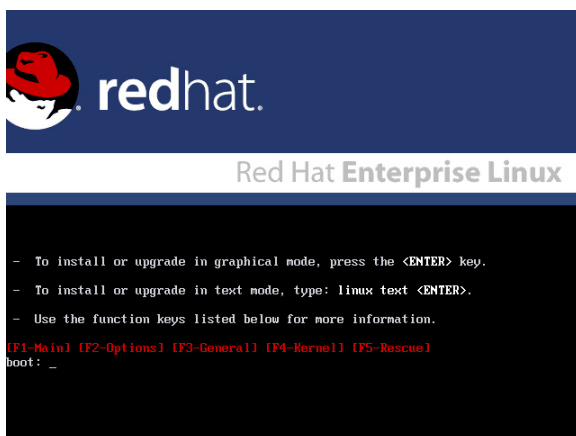 redhat.
Red Hat Enterprise Linux
- To install or upgrade in graphical mode, press the <ENTER> key.
- To install or upgrade in text mode, type: linux text <ENTER>.
- Use the function keys listed below for more information.
[F1-Main] [F2-Options] [F3-General] [F4-Kernel] [F5-Rescue]
boot: _